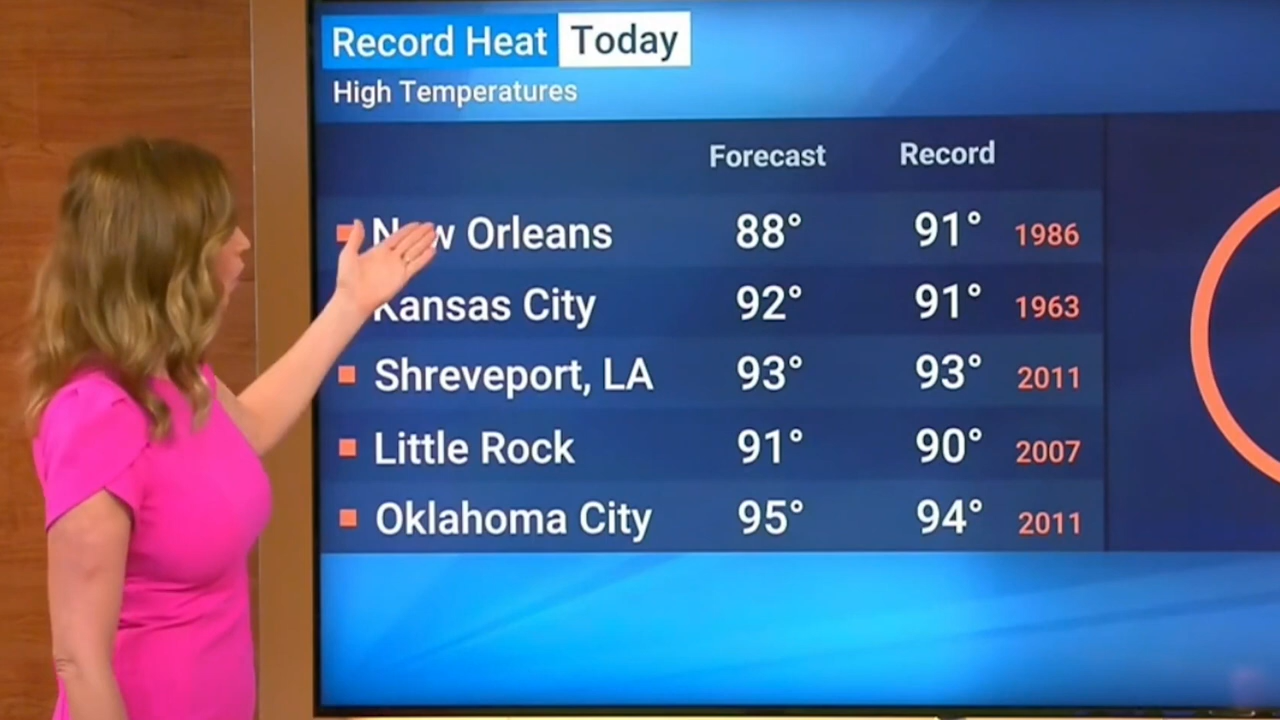 Record Heat Today
High Temperatures
Forecast Record
New Orleans 88° 91° 1986
Kansas City 92° 91° 1963
Shreveport, LA 93° 93° 2011
Little Rock 91° 90° 2007
Oklahoma City 95° 94° 2011